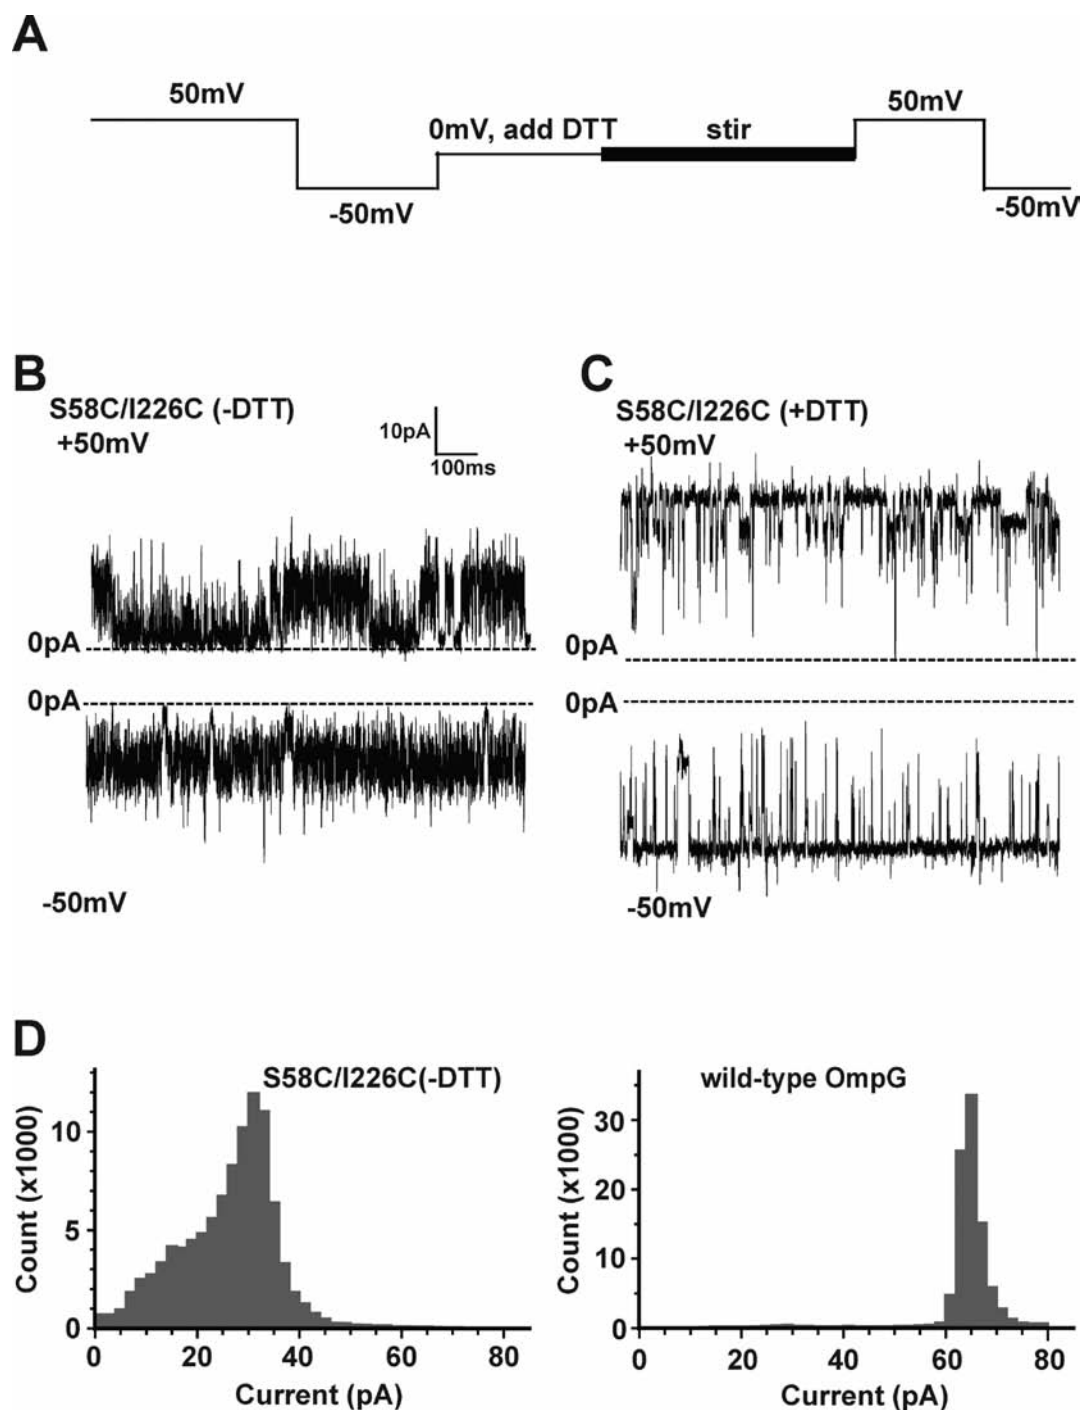 A
50mV
0mV, add DTT
stir
50mV
-50mV
-50mV
B
S58C/I226C (-DTT)
+50mV
10pA
100ms
0pA
0pA
-50mV
C
S58C/I226C (+DTT)
+50mV
0pA
0pA
-50mV
D
S58C/I226C(-DTT)
Count (x1000)
10
5
0
0 20 40 60 80
Current (pA)
wild-type OmpG
Count (x1000)
30
20
10
0
0 20 40 60 80
Current (pA)